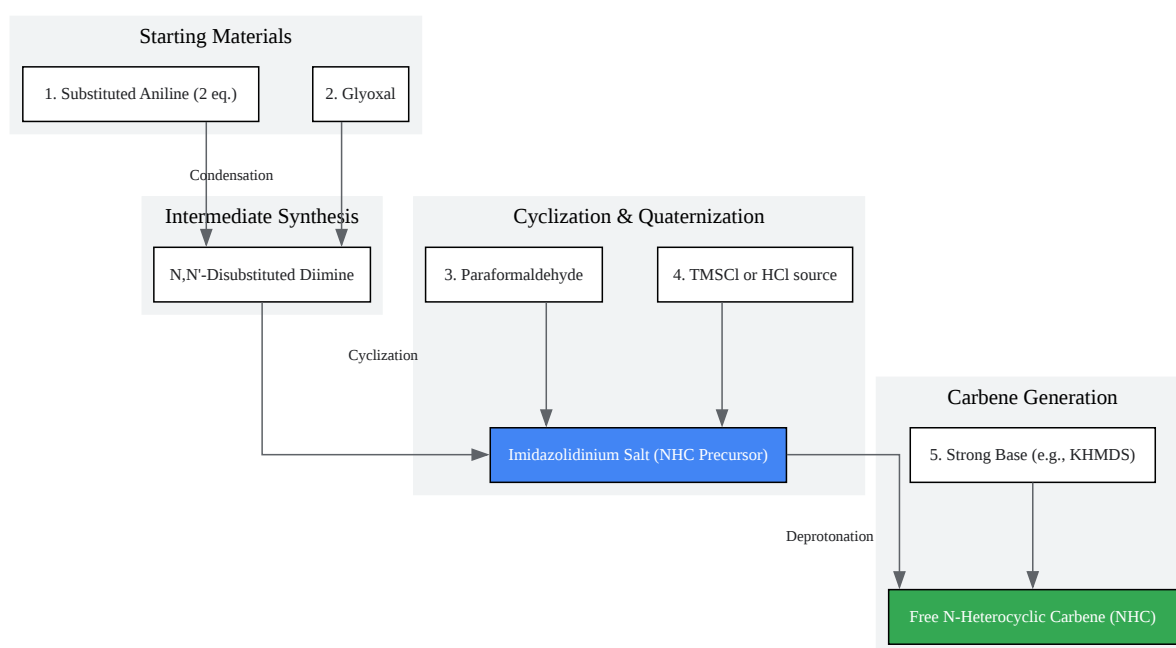 Starting Materials
1. Substituted Aniline (2 eq.)
2. Glyoxal
Condensation
Intermediate Synthesis
N,N'-Disubstituted Diimine
Cyclization & Quaternization
3. Paraformaldehyde
4. TMSCl or HCl source
Cyclization
Imidazolidinium Salt (NHC Precursor)
Carbene Generation
5. Strong Base (e.g., KHMDS)
Deprotonation
Free N-Heterocyclic Carbene (NHC)